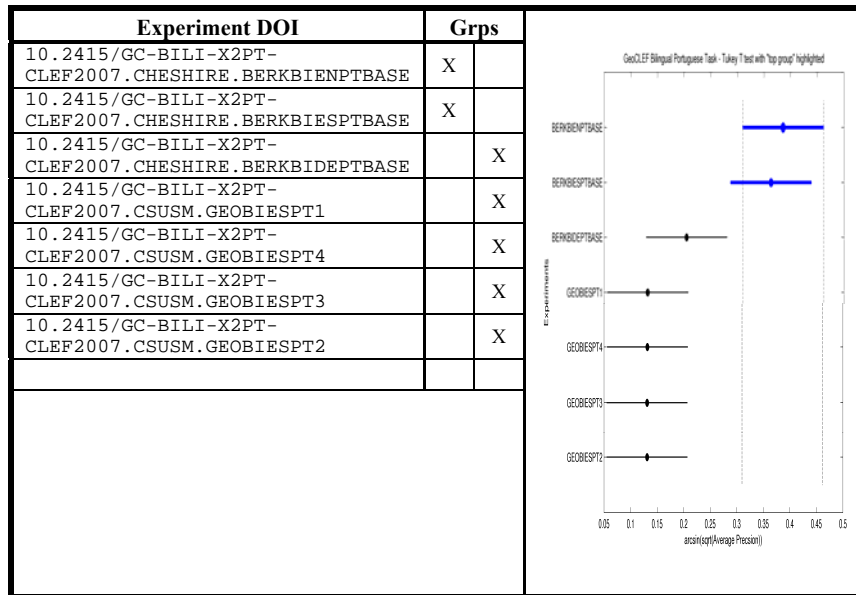 Experiment DOI Grps
10.2415/GC-BILI-X2PT-
CLEF2007.CHESHIRE.BERKBIENPTBASE X
10.2415/GC-BILI-X2PT-
CLEF2007.CHESHIRE.BERKBIESPTBASE X
10.2415/GC-BILI-X2PT-
CLEF2007.CHESHIRE.BERKBIDEPTBASE X
10.2415/GC-BILI-X2PT-
CLEF2007.CSUSM.GEOBIESPT1 X
10.2415/GC-BILI-X2PT-
CLEF2007.CSUSM.GEOBIESPT4 X
10.2415/GC-BILI-X2PT-
CLEF2007.CSUSM.GEOBIESPT3 X
10.2415/GC-BILI-X2PT-
CLEF2007.CSUSM.GEOBIESPT2 X
GeoCLEF Bilingual Portuguese Task - Tukey T test with "top group" highlighted
BERKBIENPTBASE
BERKBIESPTBASE
BERKBIDEPTBASE
GEOBIESPT1
GEOBIESPT4
GEOBIESPT3
GEOBIESPT2
Experiments
0.05 0.1 0.15 0.2 0.25 0.3 0.35 0.4 0.45 0.5
arcsin(sqrt(Average Precsion))